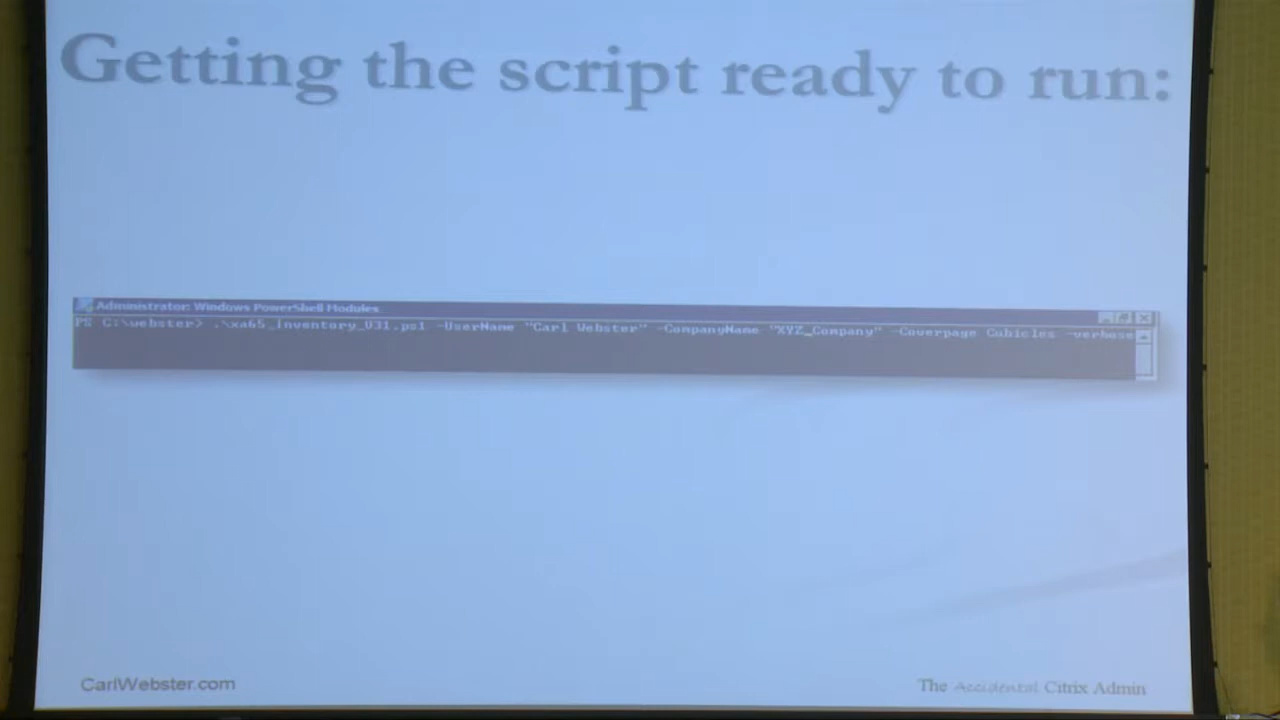 Getting the script ready to run:
Administrator: Windows PowerShell Modules
PS C:\webster> .\xa65_Inventory_V31.ps1 -UserName "Carl Webster" -CompanyName "XYZ_Company" -Coverpage Cubicles -verbose
CarlWebster.com
The Accidental Citrix Admin